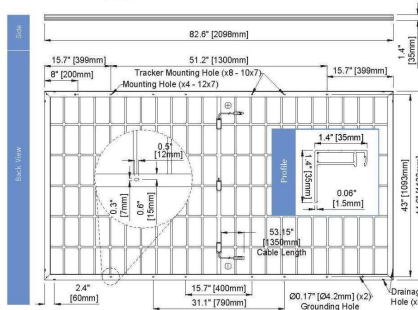 Side
82.6" [2098mm]
1.4"
[35mm]
15.7" [399mm]
51.2" [1300mm]
8" [200mm]
Tracker Mounting Hole (x8 - 10x7)
15.7" [399mm]
Mounting Hole (x4 - 12x7)
Back View
0.5"
[12mm]
0.3"
[7mm]
0.6"
[15mm]
Profile
1.4" [35mm]
1.4" [35mm]
0.06"
[1.5mm]
43" [1093mm]
53.15"
[1350mm]
Cable Length
2.4"
[60mm]
15.7" [400mm]
31.1" [790mm]
Ø0.17" [Ø4.2mm] (x2)
Grounding Hole
Drainag
Hole (x